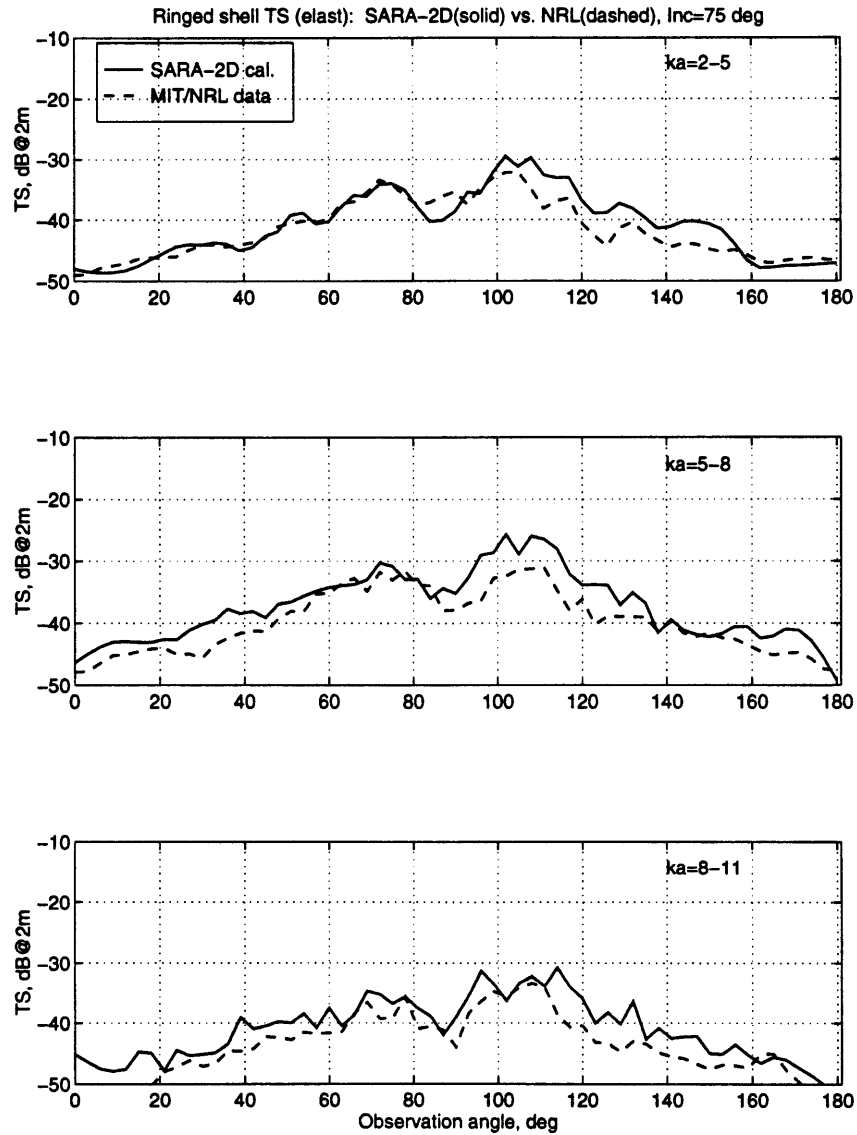 Ringed shell TS (elast): SARA-2D(solid) vs. NRL(dashed), Inc=75 deg
-10
-20
-30
-40
-50
TS, dB@2m
SARA-2D cal.
MIT/NRL data
ka=2-5
0 20 40 60 80 100 120 140 160 180
-10
-20
-30
-40
-50
TS, dB@2m
ka=5-8
0 20 40 60 80 100 120 140 160 180
-10
-20
-30
-40
-50
TS, dB@2m
ka=8-11
0 20 40 60 80 100 120 140 160 180
Observation angle, deg